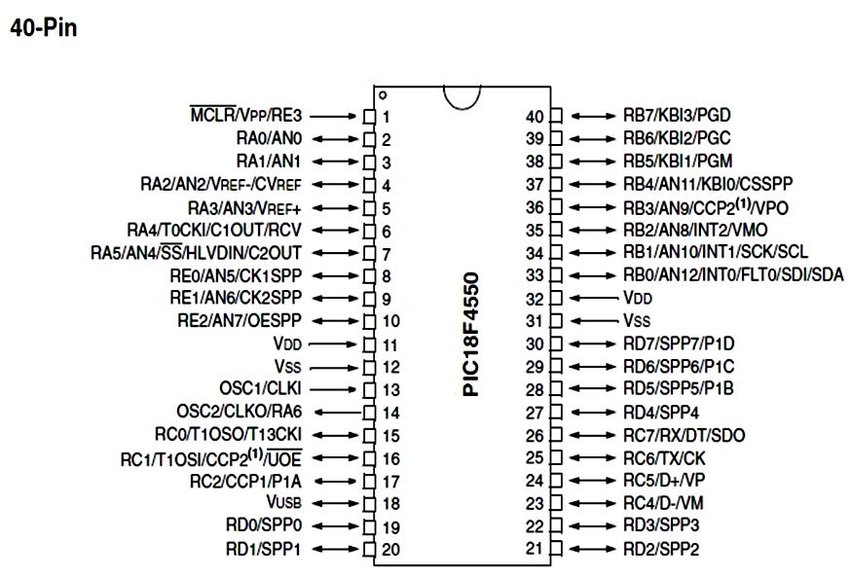 40-Pin
MCLR/VPP/RE3 1 40 RB7/KBI3/PGD
RA0/AN0 2 39 RB6/KBI2/PGC
RA1/AN1 3 38 RB5/KBI1/PGM
RA2/AN2/VREF-/CVREF 4 37 RB4/AN11/KBI0/CSSPP
RA3/AN3/VREF+ 5 36 RB3/AN9/CCP2(1)/VPO
RA4/T0CKI/C1OUT/RCV 6 35 RB2/AN8/INT2/VMO
RA5/AN4/SS/HLVDIN/C2OUT 7 34 RB1/AN10/INT1/SCK/SCL
RE0/AN5/CK1SPP 8 33 RB0/AN12/INT0/FLT0/SDI/SDA
RE1/AN6/CK2SPP 9 32 VDD
RE2/AN7/OESPP 10 31 VSS
VDD 11 30 RD7/SPP7/P1D
VSS 12 29 RD6/SPP6/P1C
OSC1/CLKI 13 28 RD5/SPP5/P1B
OSC2/CLKO/RA6 14 27 RD4/SPP4
RC0/T1OSO/T13CKI 15 26 RC7/RX/DT/SDO
RC1/T1OSI/CCP2(1)/UOE 16 25 RC6/TX/CK
RC2/CCP1/P1A 17 24 RC5/D+/VP
VUSB 18 23 RC4/D-/VM
RD0/SPP0 19 22 RD3/SPP3
RD1/SPP1 20 21 RD2/SPP2
PIC18F4550